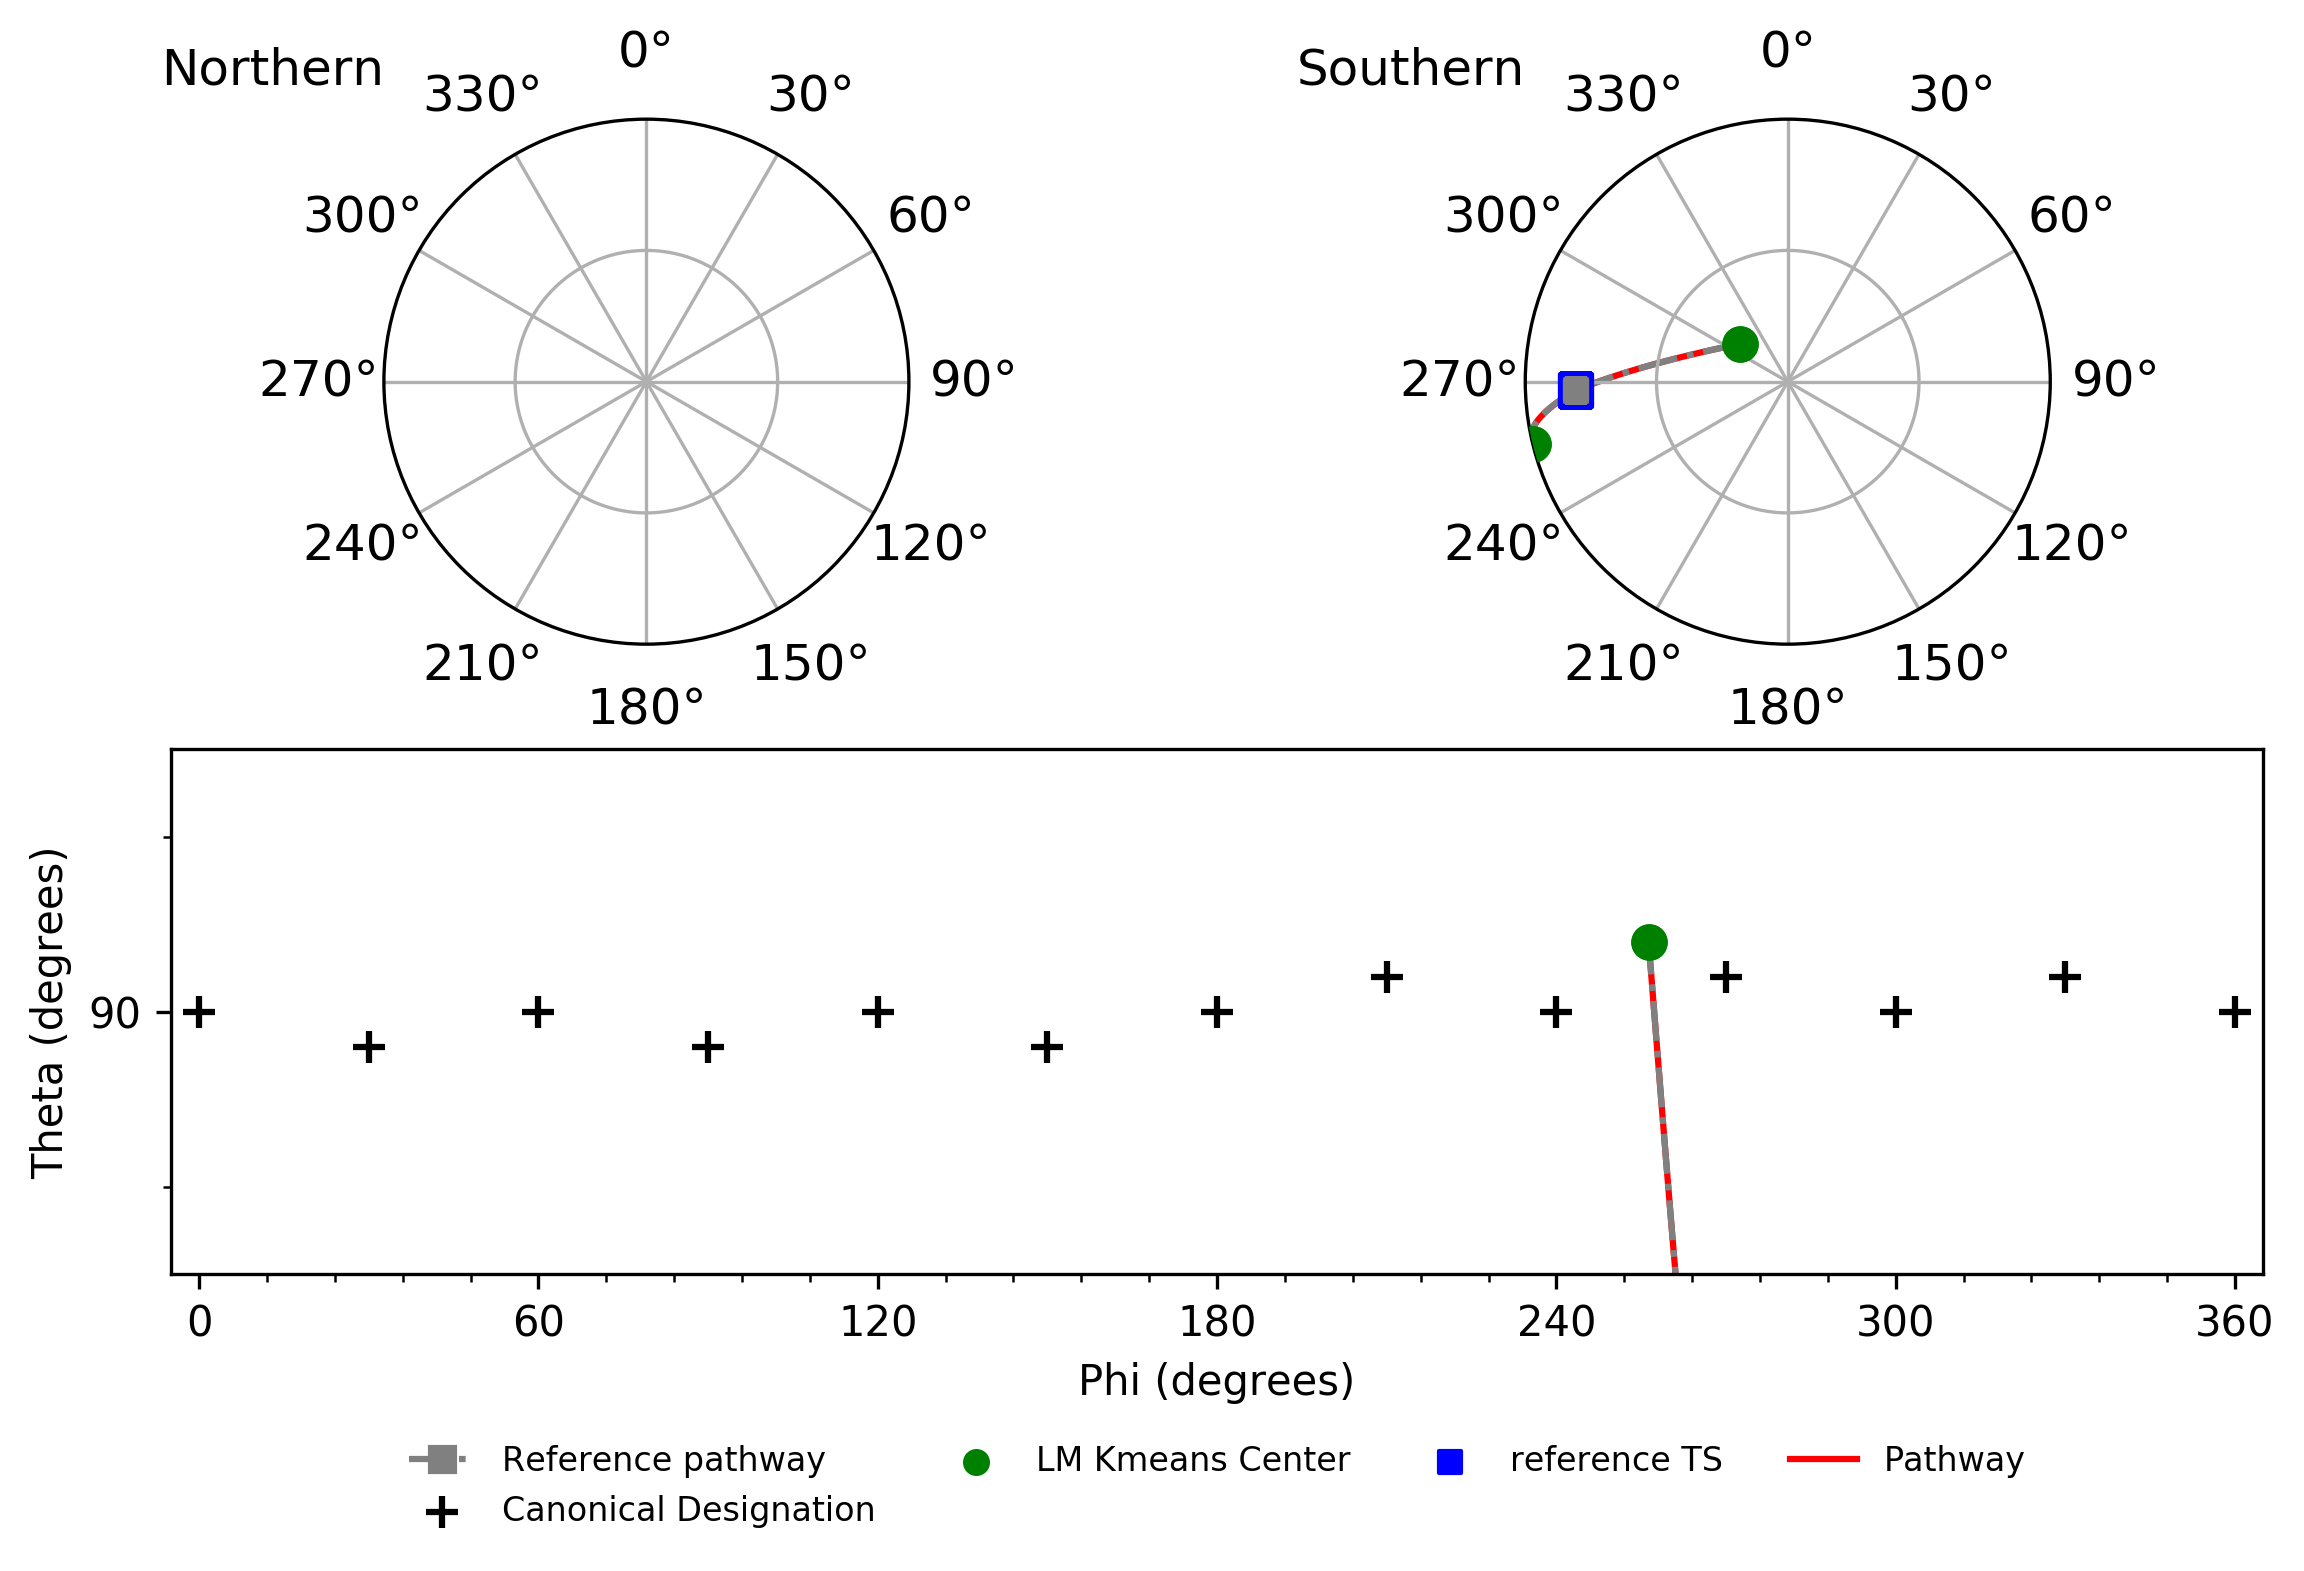 Northern
0°
30°
60°
90°
120°
150°
180°
210°
240°
270°
300°
330°
Southern
0°
30°
60°
90°
120°
150°
180°
210°
240°
270°
300°
330°
Theta (degrees)
90
0 60 120 180 240 300 360
Phi (degrees)
Reference pathway
Canonical Designation
LM Kmeans Center
reference TS
Pathway